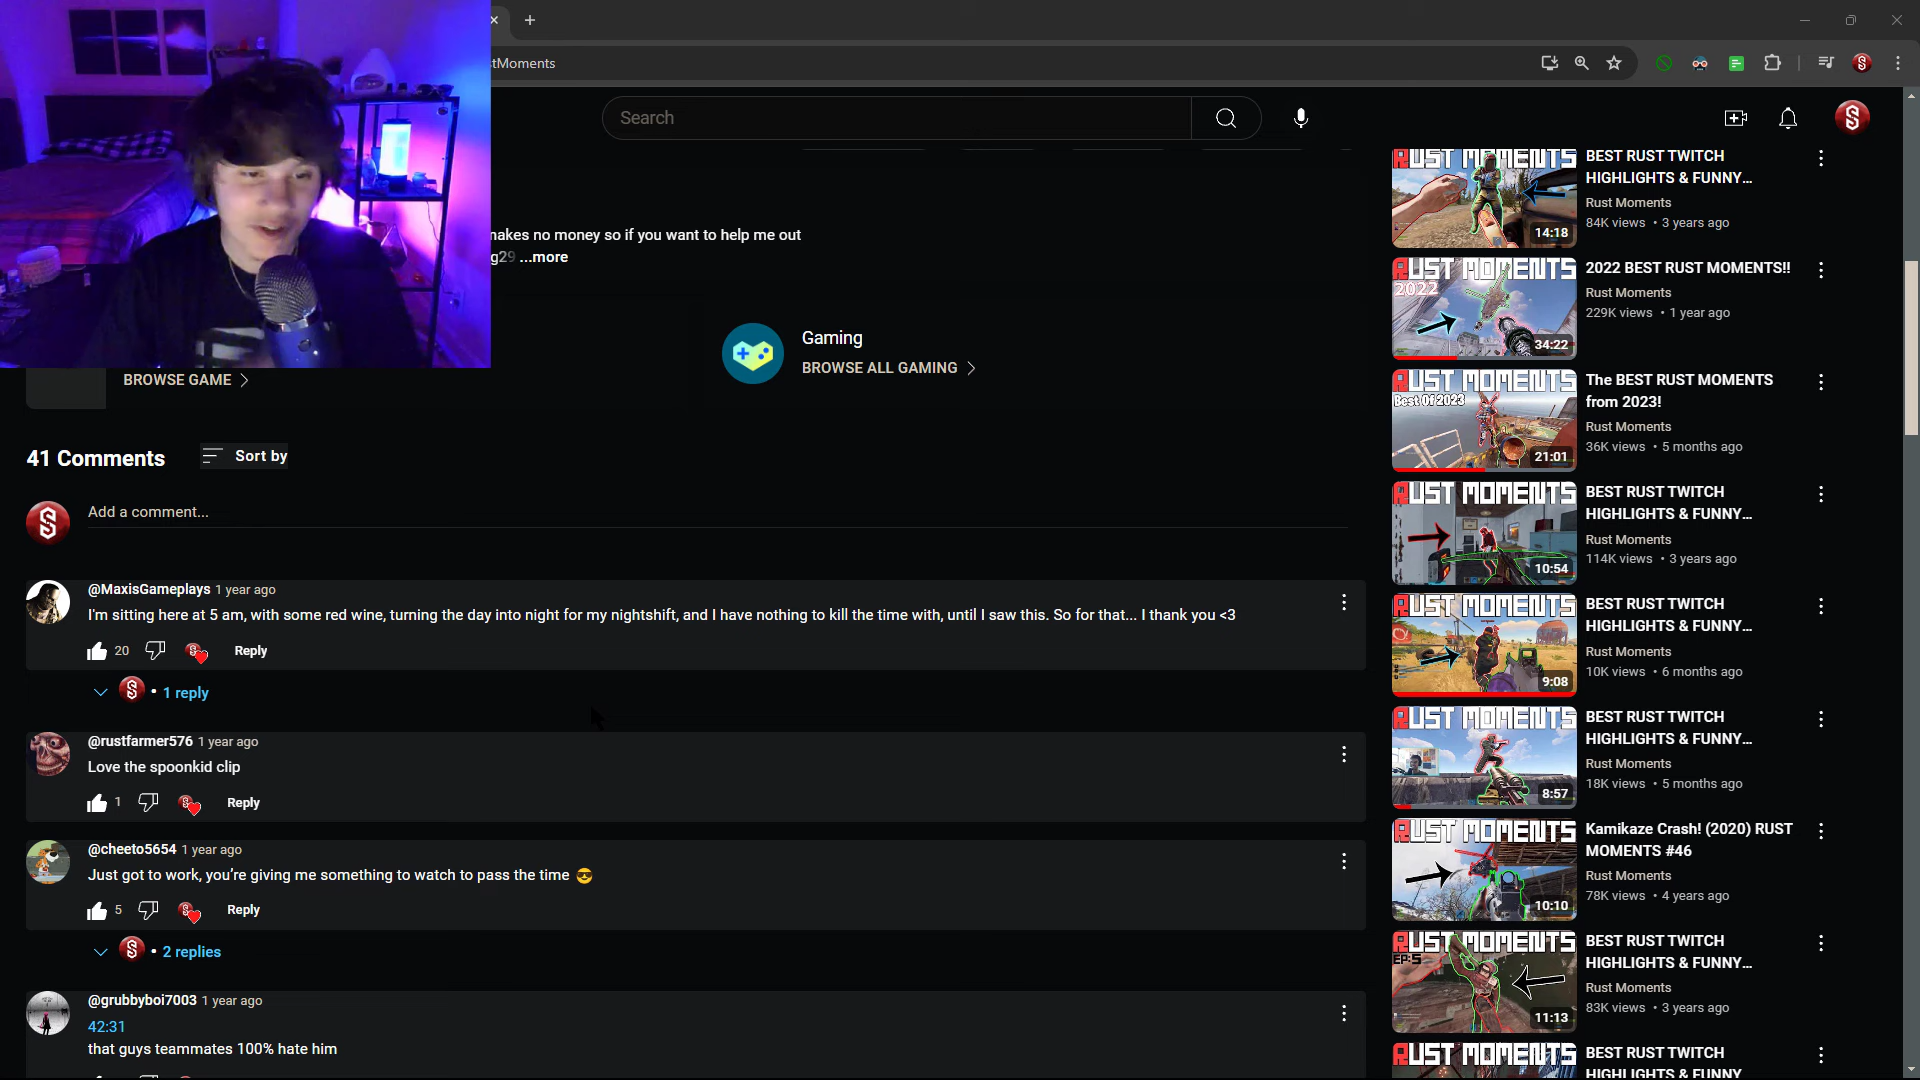 tMoments
Search
makes no money so if you want to help me out
g29 ...more
Gaming
BROWSE ALL GAMING
BROWSE GAME
41 Comments
Sort by
Add a comment...
@MaxisGameplays 1 year ago
I'm sitting here at 5 am, with some red wine, turning the day into night for my nightshift, and I have nothing to kill the time with, until I saw this. So for that... I thank you <3
20
Reply
1 reply
@rustfarmer576 1 year ago
Love the spoonkid clip
1
Reply
@cheeto5654 1 year ago
Just got to work, you're giving me something to watch to pass the time 😎
5
Reply
2 replies
@grubbyboi7003 1 year ago
42:31
that guys teammates 100% hate him
RUST MOMENTS
14:18
BEST RUST TWITCH
HIGHLIGHTS & FUNNY...
Rust Moments
84K views • 3 years ago
RUST MOMENTS
2022
34:22
2022 BEST RUST MOMENTS!!
Rust Moments
229K views • 1 year ago
RUST MOMENTS
Best Of 2023
21:01
The BEST RUST MOMENTS
from 2023!
Rust Moments
36K views • 5 months ago
RUST MOMENTS
10:54
BEST RUST TWITCH
HIGHLIGHTS & FUNNY...
Rust Moments
114K views • 3 years ago
RUST MOMENTS
9:08
BEST RUST TWITCH
HIGHLIGHTS & FUNNY...
Rust Moments
10K views • 6 months ago
RUST MOMENTS
8:57
BEST RUST TWITCH
HIGHLIGHTS & FUNNY...
Rust Moments
18K views • 5 months ago
RUST MOMENTS
10:10
Kamikaze Crash! (2020) RUST
MOMENTS #46
Rust Moments
78K views • 4 years ago
RUST MOMENTS
EP:5
11:13
BEST RUST TWITCH
HIGHLIGHTS & FUNNY...
Rust Moments
83K views • 3 years ago
RUST MOMENTS
BEST RUST TWITCH
HIGHLIGHTS & FUNNY...